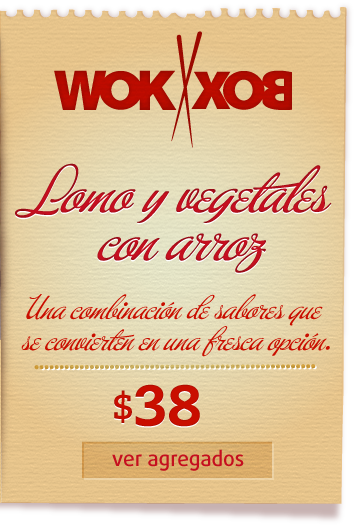 WOK XOB
Lomo y vegetales
con arroz
Una combinación de sabores que
se convierten en una fresca opción.
$38
ver agregados